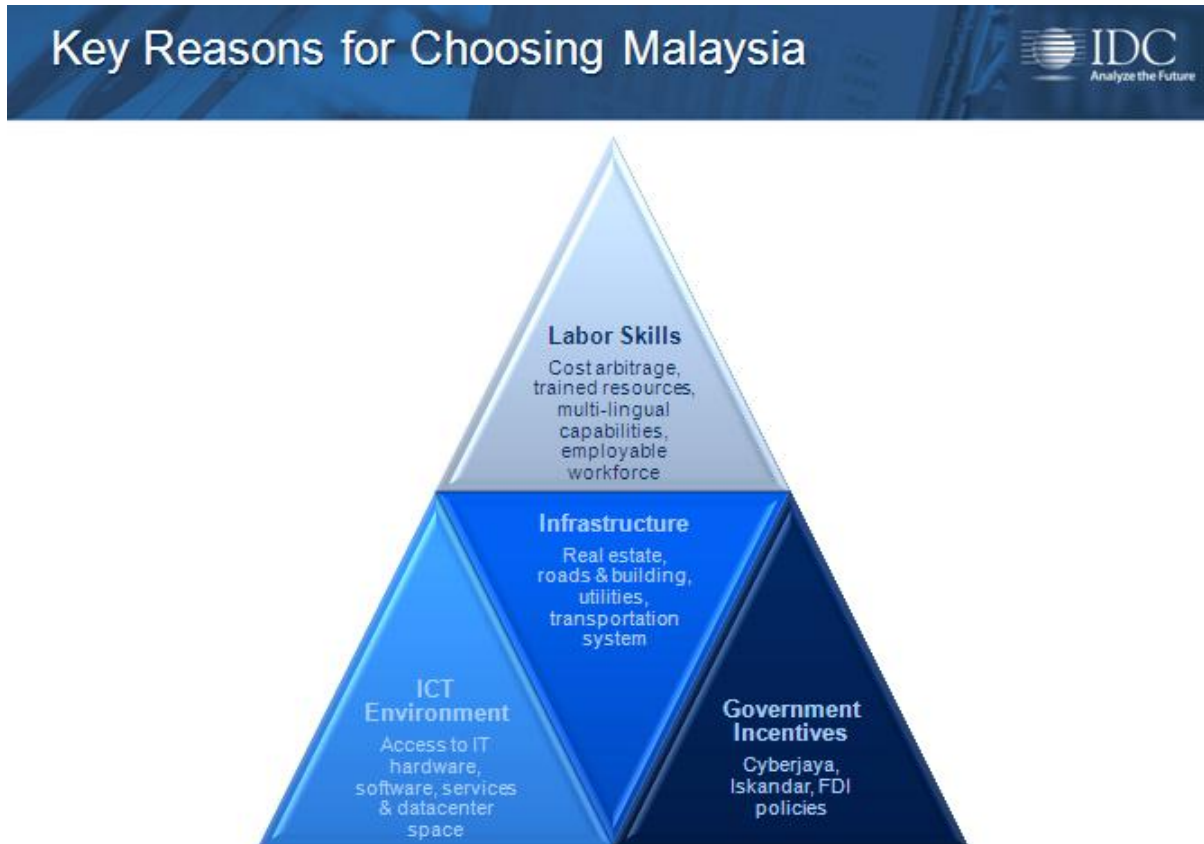 Key Reasons for Choosing Malaysia
IDC
Analyze the Future
Labor Skills
Cost arbitrage,
trained resources,
multi-lingual
capabilities,
employable
workforce
Infrastructure
Real estate,
roads & building,
utilities,
transportation
system
ICT
Environment
Access to IT
hardware,
software, services
& datacenter
space
Government
Incentives
Cyberjaya,
Iskandar, FDI
policies